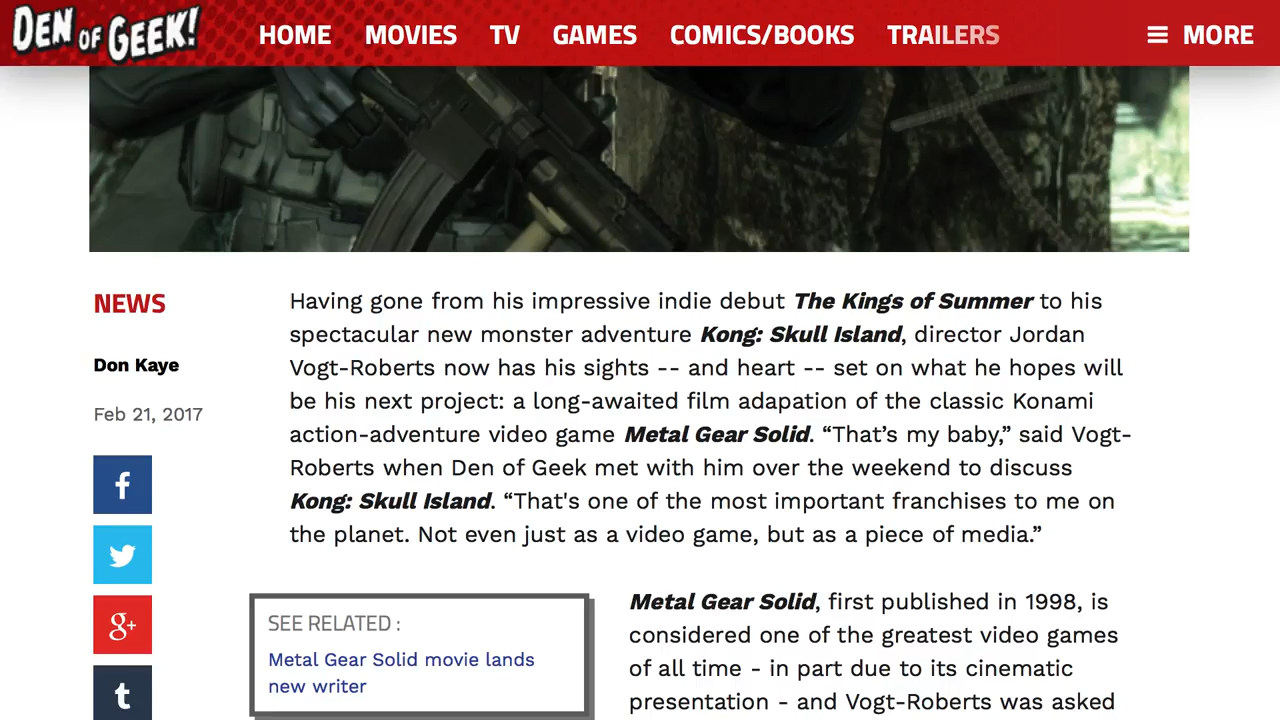 DEN OF GEEK!
HOME MOVIES TV GAMES COMICS/BOOKS TRAILERS MORE
NEWS
Don Kaye
Feb 21, 2017
Having gone from his impressive indie debut The Kings of Summer to his
spectacular new monster adventure Kong: Skull Island, director Jordan
Vogt-Roberts now has his sights -- and heart -- set on what he hopes will
be his next project: a long-awaited film adapation of the classic Konami
action-adventure video game Metal Gear Solid. “That’s my baby,” said Vogt-
Roberts when Den of Geek met with him over the weekend to discuss
Kong: Skull Island. “That's one of the most important franchises to me on
the planet. Not even just as a video game, but as a piece of media.”
SEE RELATED :
Metal Gear Solid movie lands
new writer
Metal Gear Solid, first published in 1998, is
considered one of the greatest video games
of all time - in part due to its cinematic
presentation - and Vogt-Roberts was asked